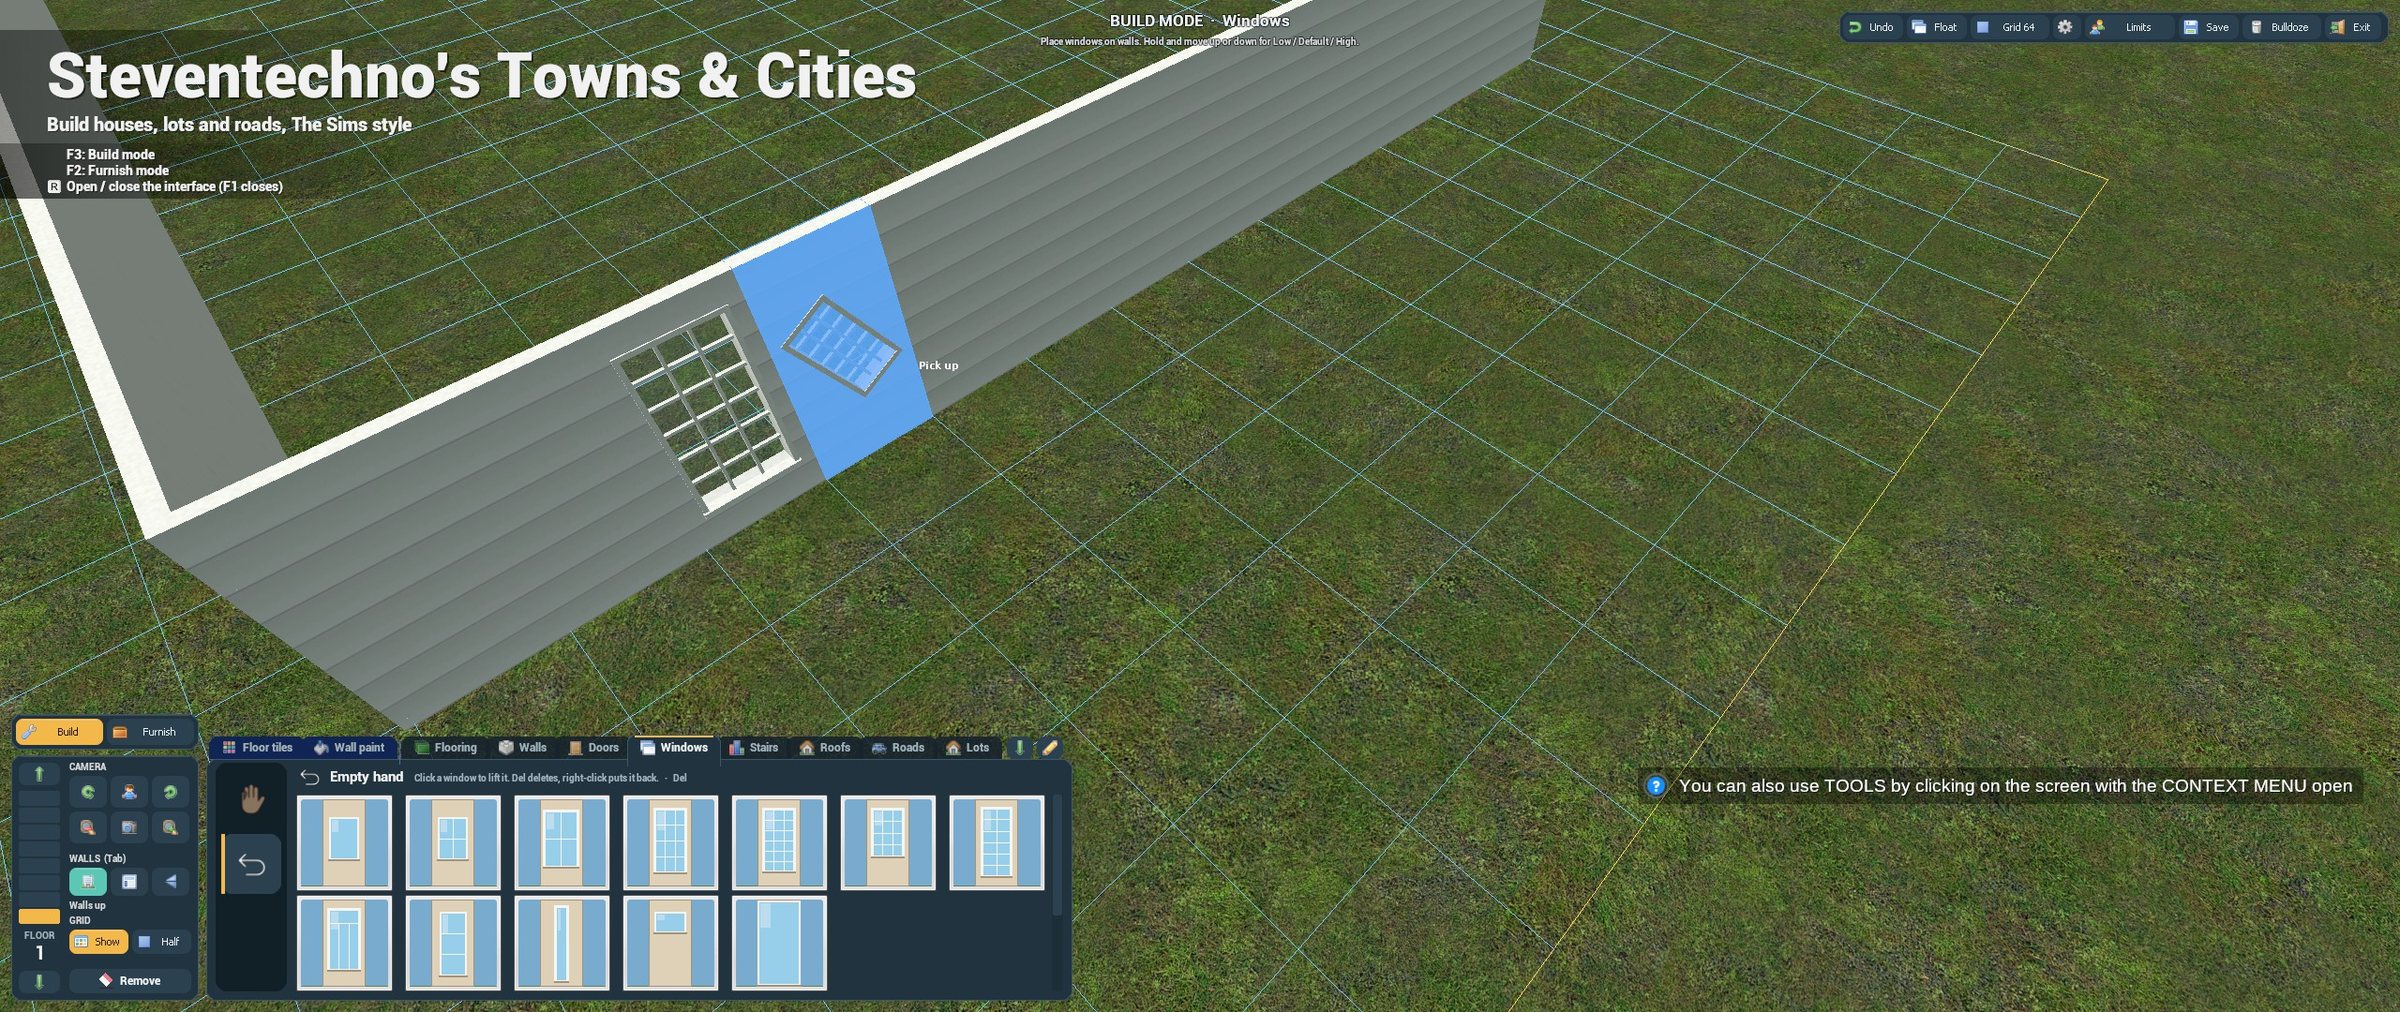 BUILD MODE · Windows
Place windows on walls. Hold and move up or down for Low / Default / High.
Undo
Float
Grid 64
Limits
Save
Bulldoze
Exit
Steventechno's Towns & Cities
Build houses, lots and roads, The Sims style
F3: Build mode
F2: Furnish mode
R Open / close the interface (F1 closes)
Pick up
Build
Furnish
Floor tiles
Wall paint
Flooring
Walls
Doors
Windows
Stairs
Roofs
Roads
Lots
CAMERA
WALLS (Tab)
Walls up
GRID
Show
Half
FLOOR
1
Remove
Empty hand
Click a window to lift it. Del deletes, right-click puts it back. · Del
? You can also use TOOLS by clicking on the screen with the CONTEXT MENU open